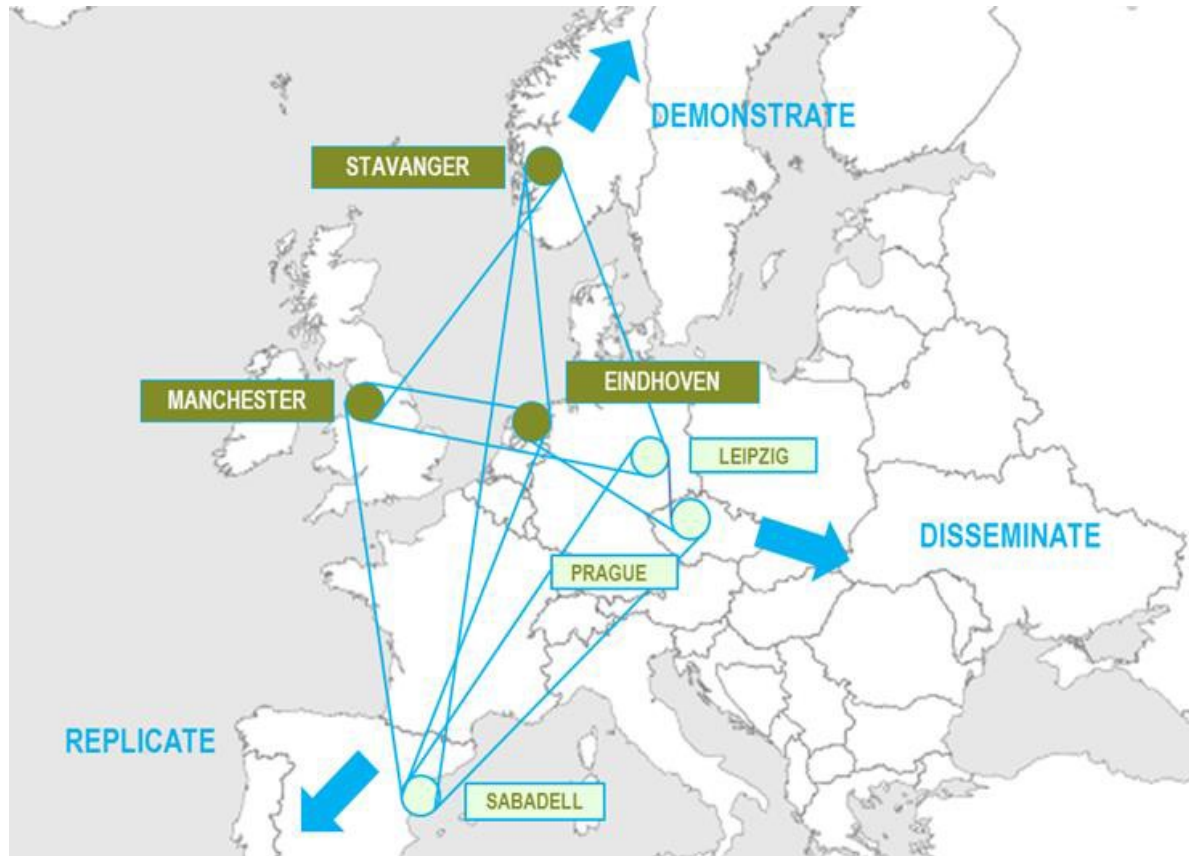 DEMONSTRATE
STAVANGER
EINDHOVEN
MANCHESTER
LEIPZIG
DISSEMINATE
PRAGUE
REPLICATE
SABADELL